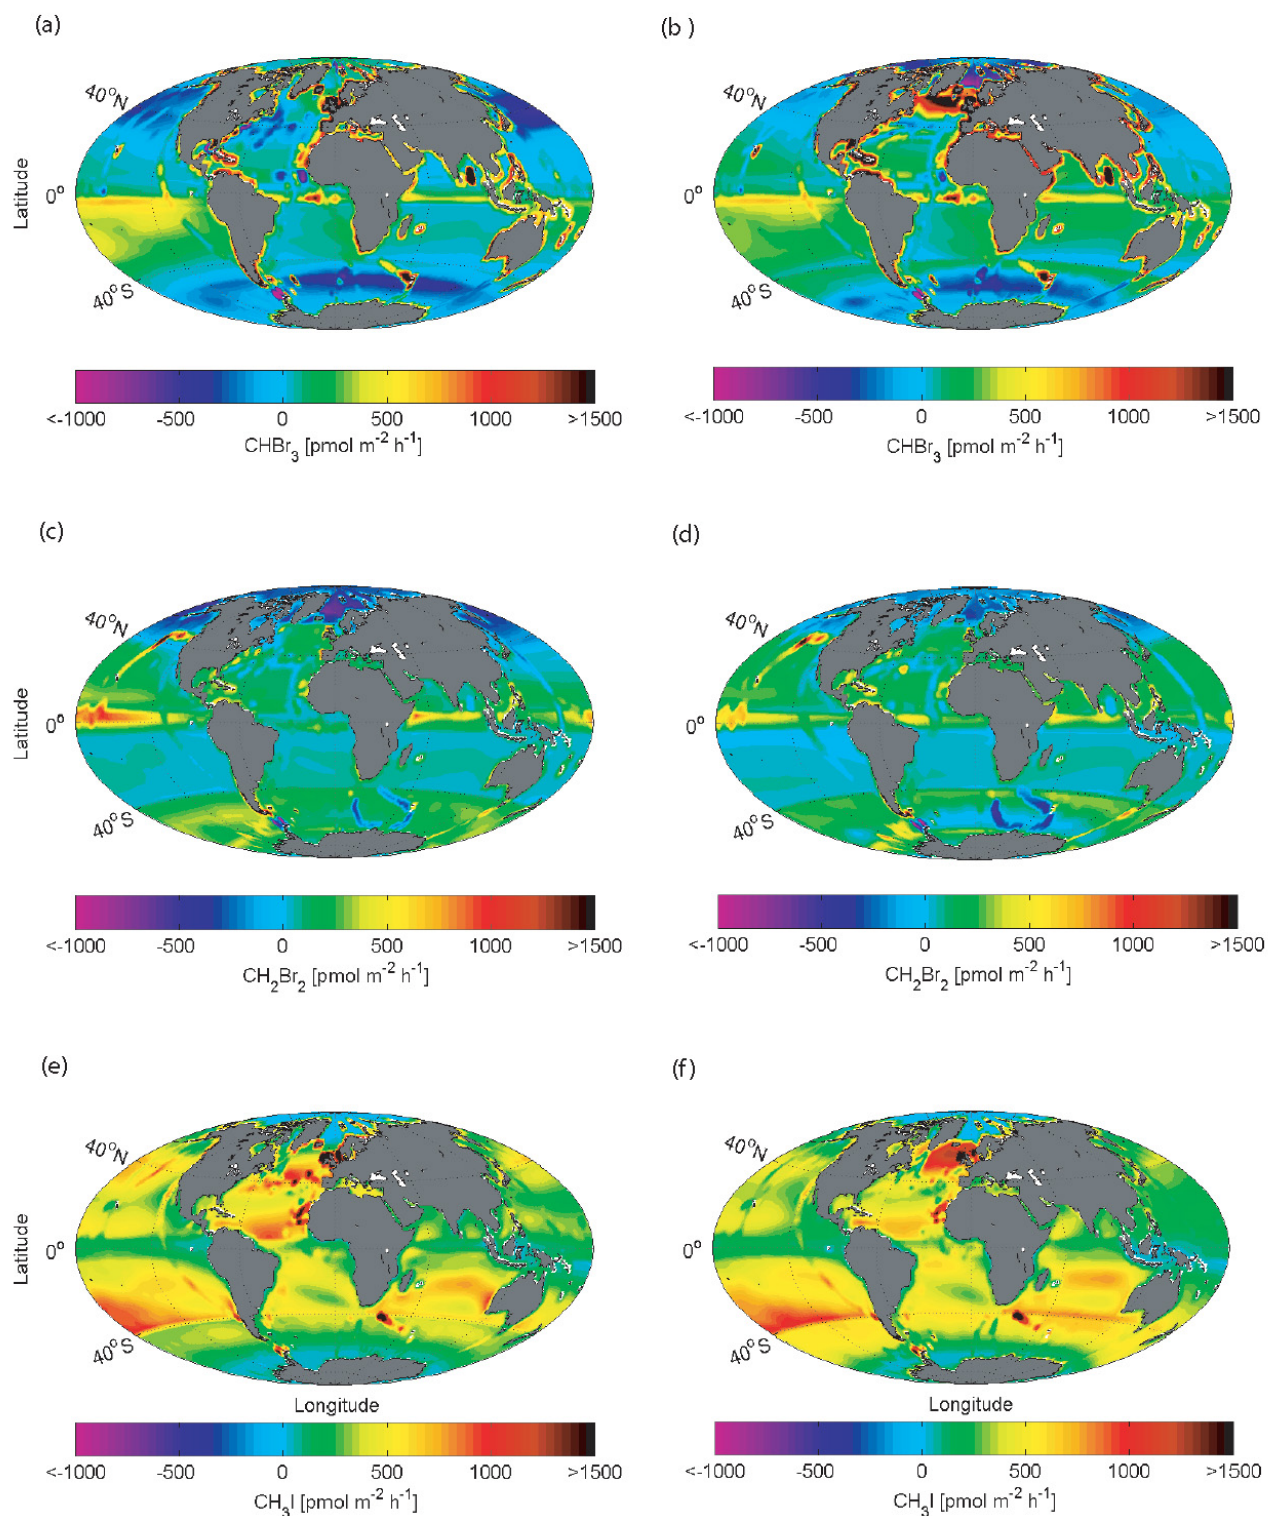 (a)
(b )
40°N
40°N
Latitude
0°
0°
40°S
40°S
<-1000 -500 0 500 1000 >1500
<-1000 -500 0 500 1000 >1500
CHBr3 [pmol m-2 h-1]
CHBr3 [pmol m-2 h-1]
(c)
(d)
40°N
40°N
Latitude
0°
0°
40°S
40°S
<-1000 -500 0 500 1000 >1500
<-1000 -500 0 500 1000 >1500
CH2Br2 [pmol m-2 h-1]
CH2Br2 [pmol m-2 h-1]
(e)
(f)
40°N
40°N
Latitude
0°
0°
40°S
40°S
Longitude
Longitude
<-1000 -500 0 500 1000 >1500
<-1000 -500 0 500 1000 >1500
CH3I [pmol m-2 h-1]
CH3I [pmol m-2 h-1]